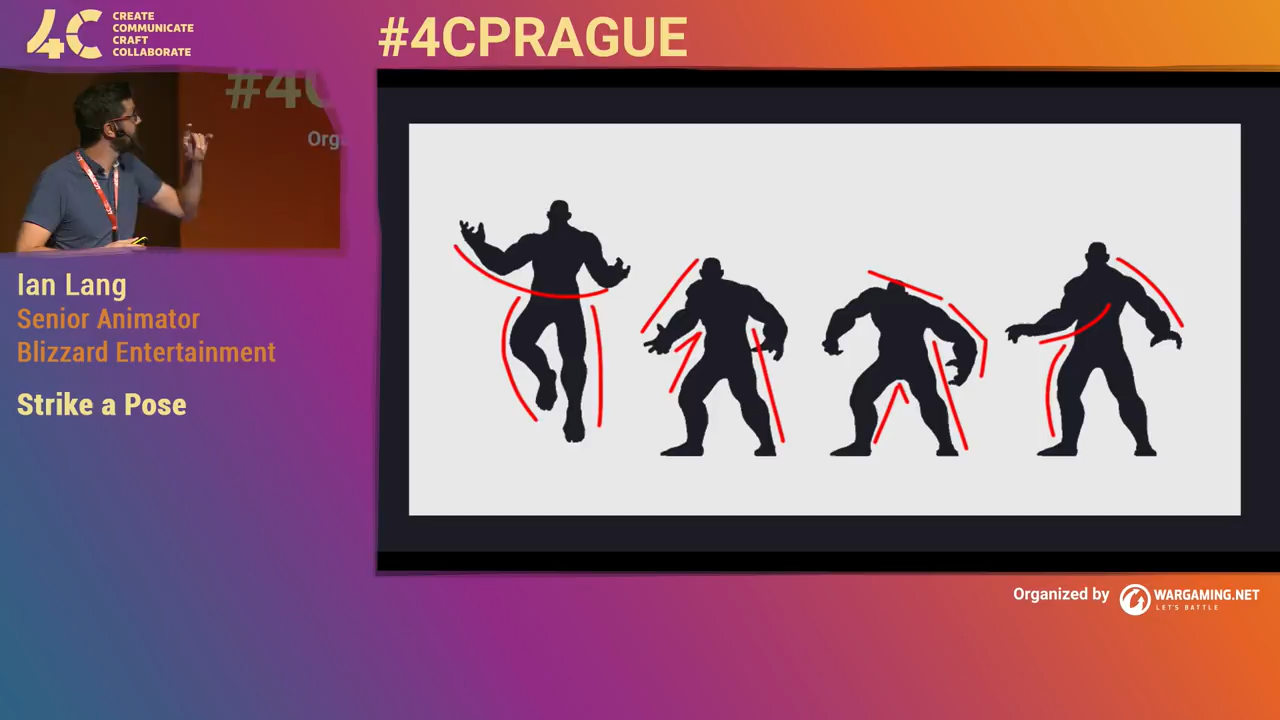 4C
CREATE
COMMUNICATE
CRAFT
COLLABORATE
#4CPRAGUE
#4C
Org
Ian Lang
Senior Animator
Blizzard Entertainment
Strike a Pose
Organized by
WARGAMING.NET
LET'S BATTLE